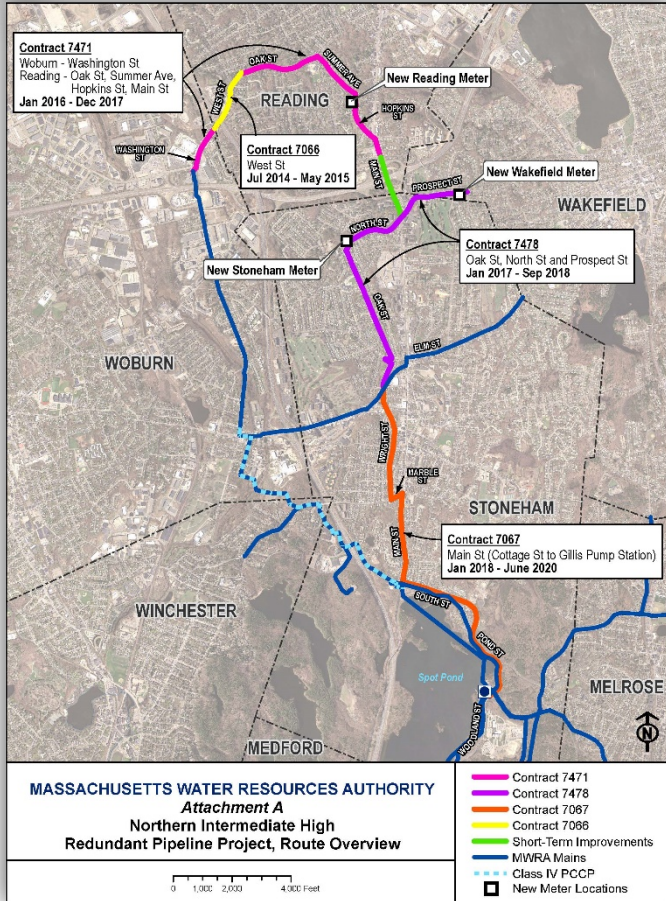 Contract 7471
Woburn - Washington St
Reading - Oak St, Summer Ave,
Hopkins St, Main St
Jan 2016 - Dec 2017
OAK ST
SUMMER AVE
New Reading Meter
WEST ST
READING
HOPKINS
ST
WASHINGTON
ST
Contract 7066
West St
Jul 2014 - May 2015
MAIN ST
PROSPECT ST
New Wakefield Meter
WAKEFIELD
NORTH ST
New Stoneham Meter
Contract 7478
Oak St, North St and Prospect St
Jan 2017 - Sep 2018
OAK ST
ELM ST
WOBURN
WRIGHT ST
MARBLE
ST
STONEHAM
MAIN ST
Contract 7067
Main St (Cottage St to Gillis Pump Station)
Jan 2018 - June 2020
WINCHESTER
SOUTH ST
POND ST
Spot Pond
MELROSE
WOODLAND ST
MEDFORD
N
MASSACHUSETTS WATER RESOURCES AUTHORITY
Attachment A
Northern Intermediate High
Redundant Pipeline Project, Route Overview
0 1,000 2,000 4,000 Feet
Contract 7471
Contract 7478
Contract 7067
Contract 7066
Short-Term Improvements
MWRA Mains
Class IV PCCP
New Meter Locations